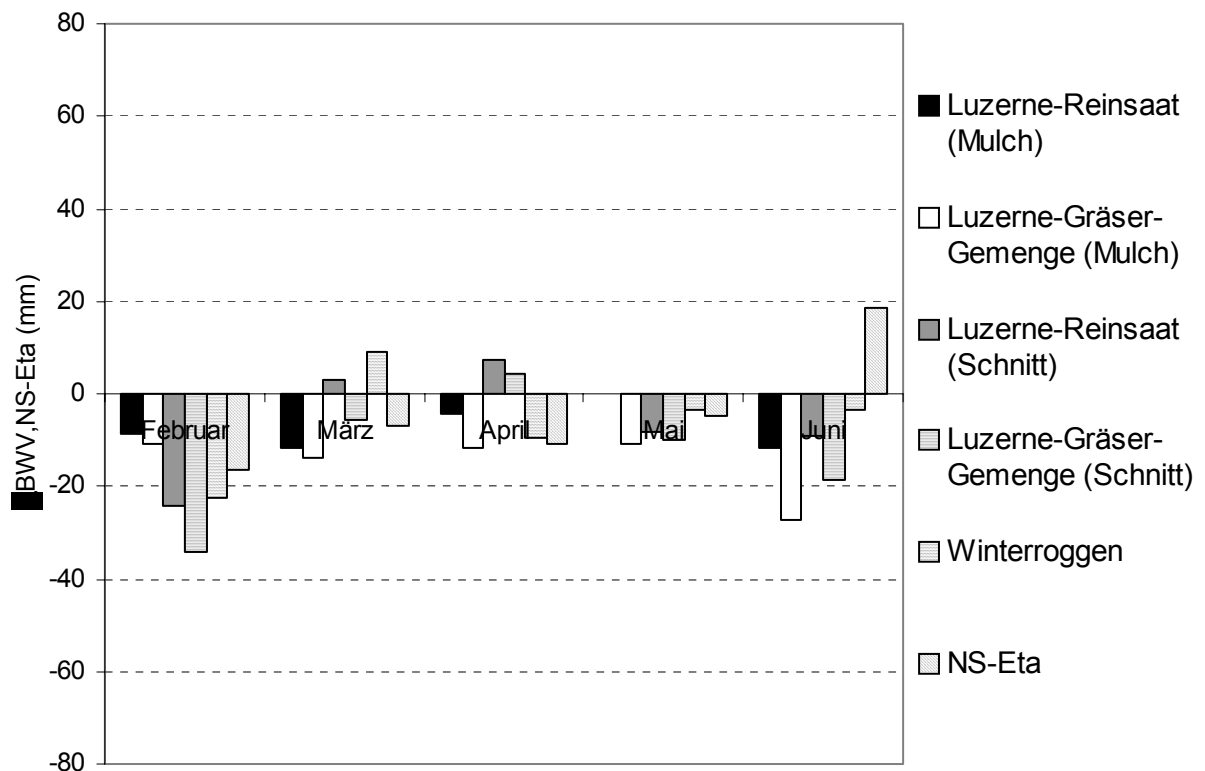 80
60
40
20
0
-20
-40
-60
-80
BWV,NS-Eta (mm)
Februar
März
April
Mai
Juni
Luzerne-Reinsaat
(Mulch)
Luzerne-Gräser-
Gemenge (Mulch)
Luzerne-Reinsaat
(Schnitt)
Luzerne-Gräser-
Gemenge (Schnitt)
Winterroggen
NS-Eta